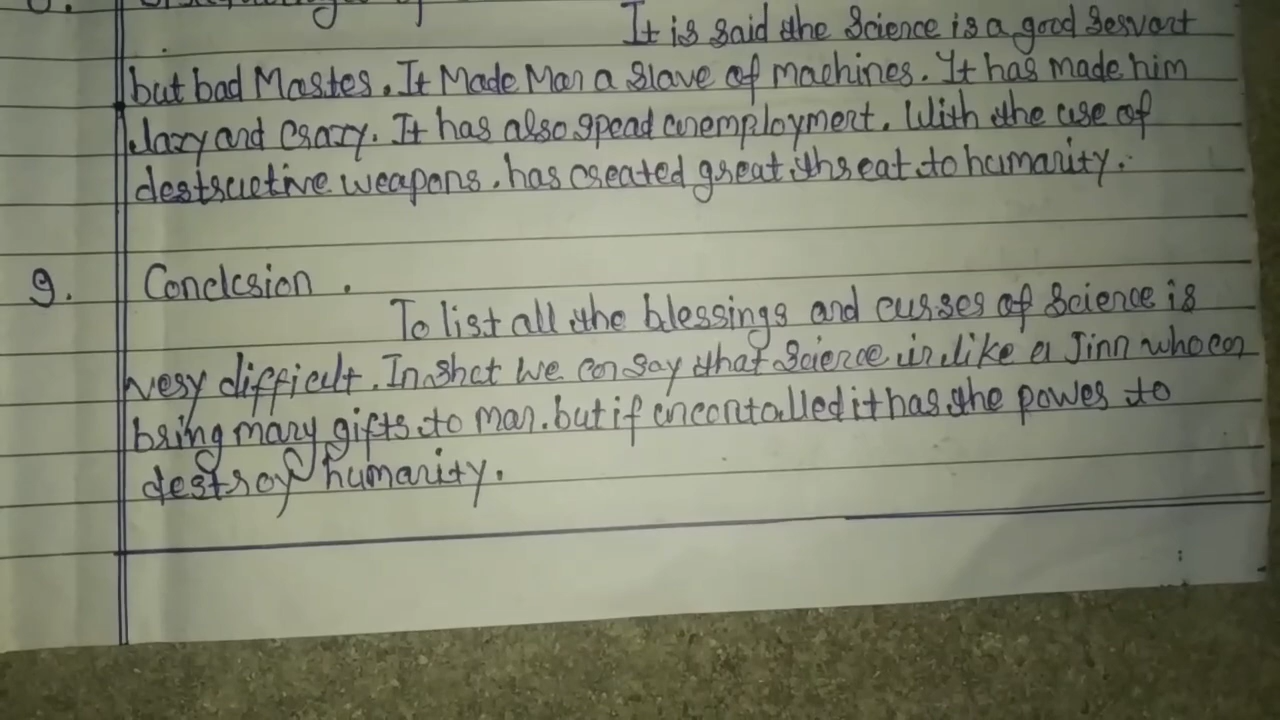 It is said the Science is a good Servant
but bad Master. It Made Man a Slave of machines. It has made him
lazy and Crazy. It has also spead unemployment. With the use of
destructive weapons. has created great threat to humanity.
9. Conclusion.
To list all the blessings and curses of Science is
very difficult. In shot we can say that Science is like a Jinn who can
bring many gifts to man. but if uncontalled it has the power to
destroy humanity.